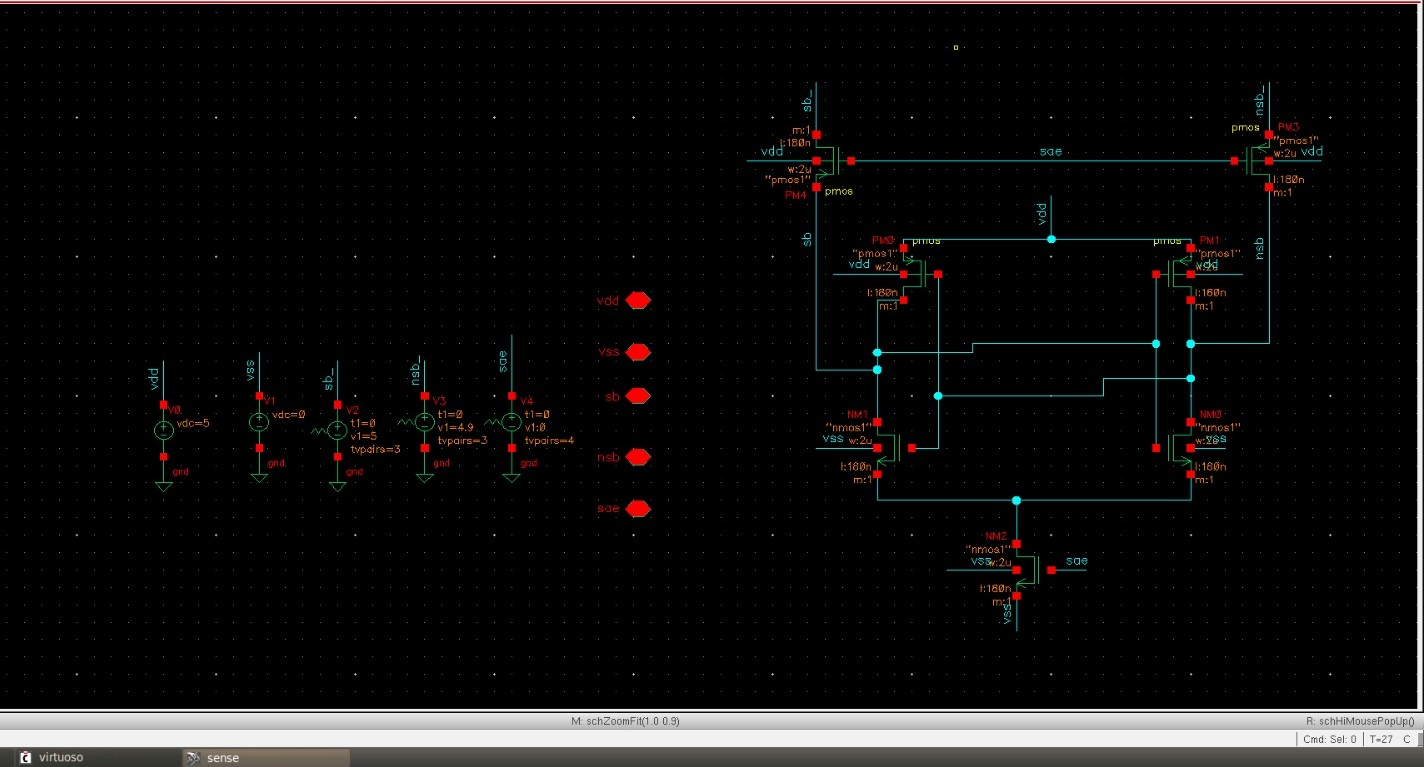 sb_
nsb_
m:1
l:180n
vdd
w:2u
"pmos1"
PM4
pmos
sae
pmos
PM3
"pmos1"
w:2u
vdd
l:180n
m:1
sb
vdd
nsb
PM0
pmos
"pmos1"
vdd
w:2u
l:180n
m:1
pmos
PM1
"pmos1"
vdd
l:180n
m:1
vdd
vss
sb
nsb
sae
vdd
V0
vdc=5
gnd
vss
V1
vdc=0
gnd
sb_
V2
t1=0
v1=5
tvpairs=3
gnd
nsb_
V3
t1=0
v1=4.9
tvpairs=3
gnd
sae
V4
t1=0
v1:0
tvpairs=4
gnd
NM1
"nmos1"
vss
w:2u
l:180n
m:1
NM0
"nmos1"
vss
l:180n
m:1
NM2
"nmos1"
vss
w:2u
sae
l:180n
m:1
vss
M: schZoomFit(1.0 0.9)
R: schHiMousePopUp()
Cmd: Sel: 0
T=27
C
virtuoso
sense